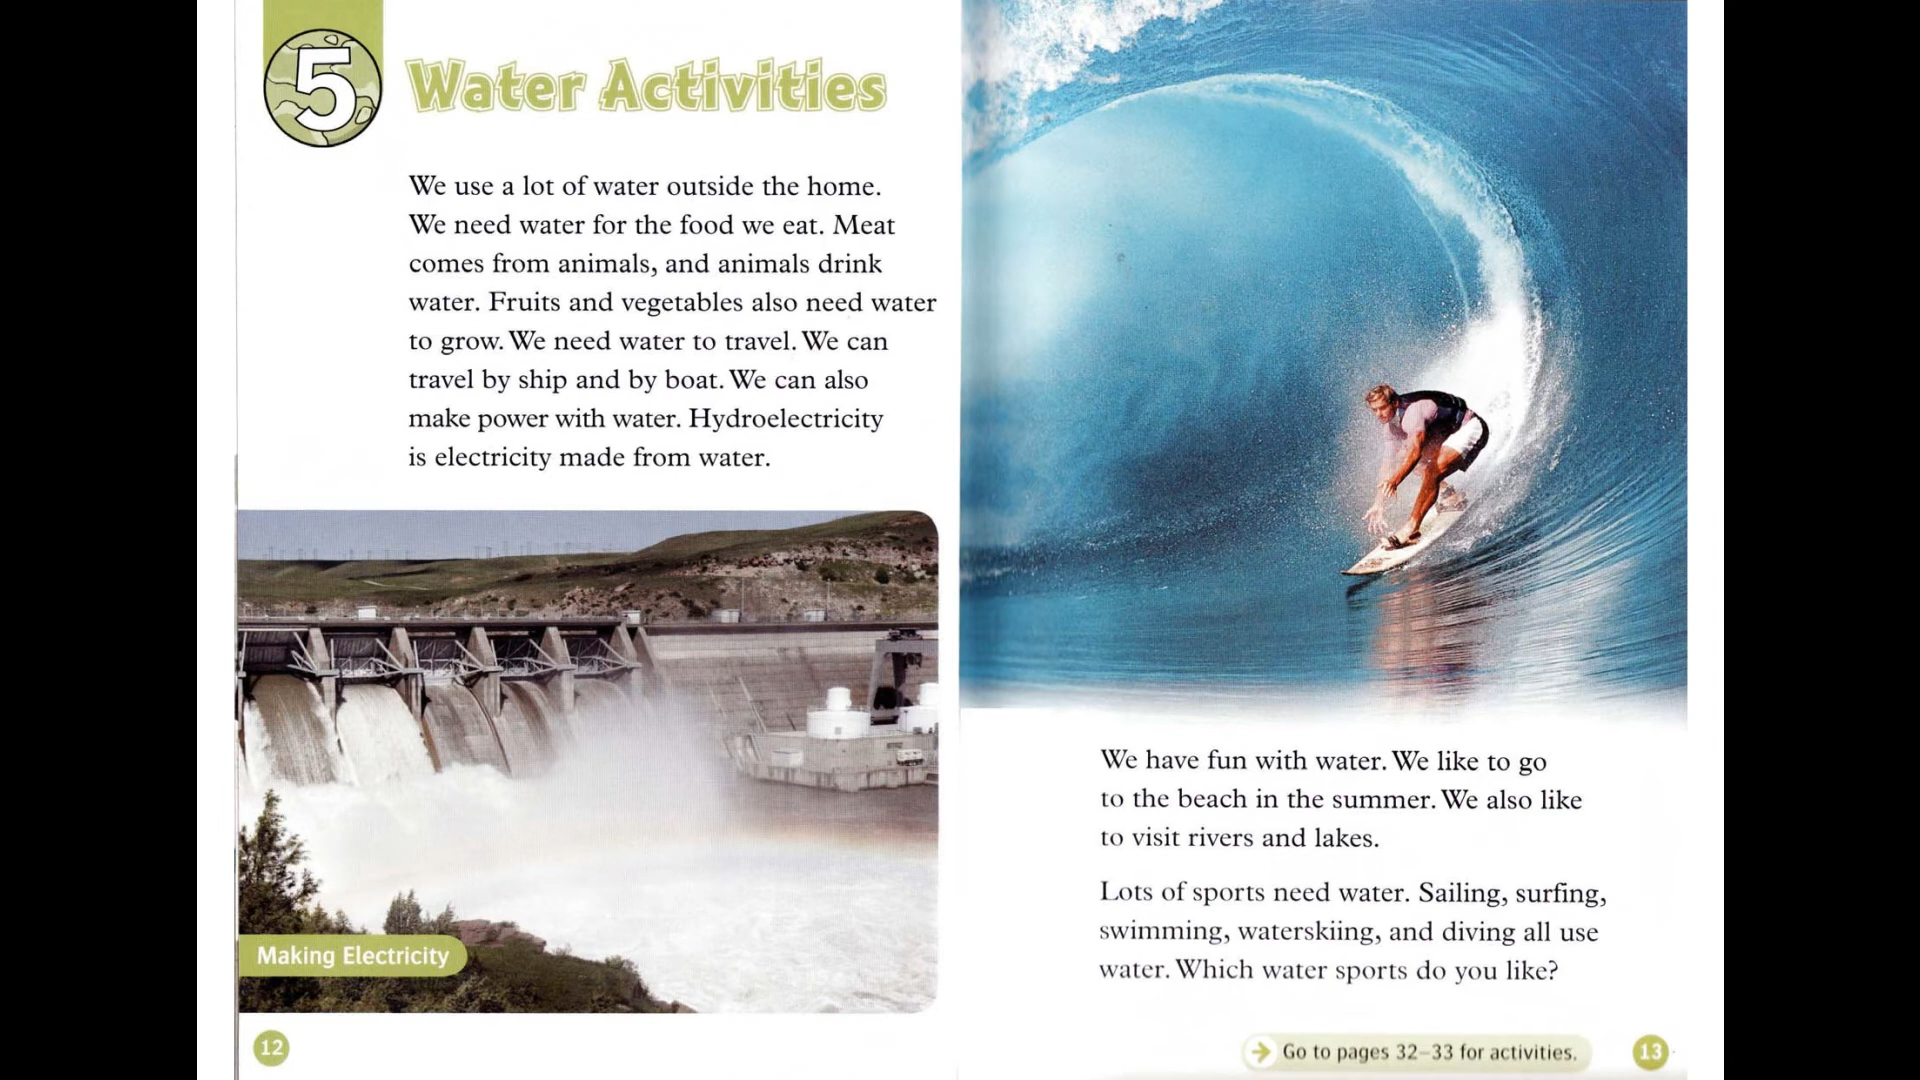 5
Water Activities
We use a lot of water outside the home.
We need water for the food we eat. Meat
comes from animals, and animals drink
water. Fruits and vegetables also need water
to grow. We need water to travel. We can
travel by ship and by boat. We can also
make power with water. Hydroelectricity
is electricity made from water.
Making Electricity
12
We have fun with water. We like to go
to the beach in the summer. We also like
to visit rivers and lakes.
Lots of sports need water. Sailing, surfing,
swimming, waterskiing, and diving all use
water. Which water sports do you like?
Go to pages 32–33 for activities.
13